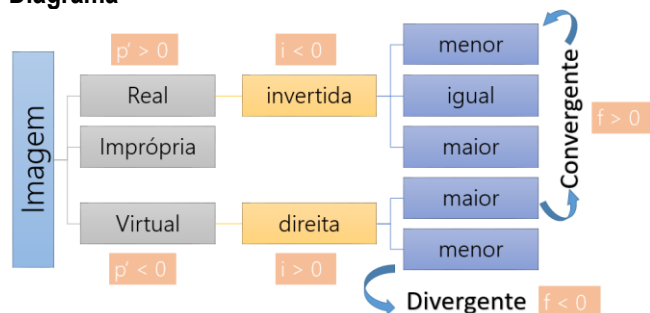 Diagrama
p' > 0
i < 0
menor
Real
invertida
igual
Imprópria
maior
Imagem
Convergente
f > 0
maior
Virtual
direita
menor
p' < 0
i > 0
Divergente
f < 0